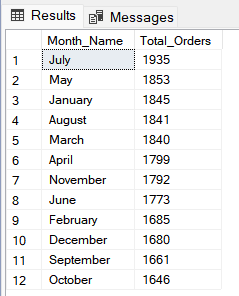 Results Messages
Month_Name Total_Orders
1 July 1935
2 May 1853
3 January 1845
4 August 1841
5 March 1840
6 April 1799
7 November 1792
8 June 1773
9 February 1685
10 December 1680
11 September 1661
12 October 1646